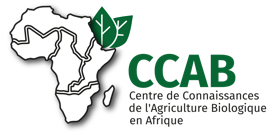 CCAB
Centre de Connaissances
de l'Agriculture Biologique
en Afrique